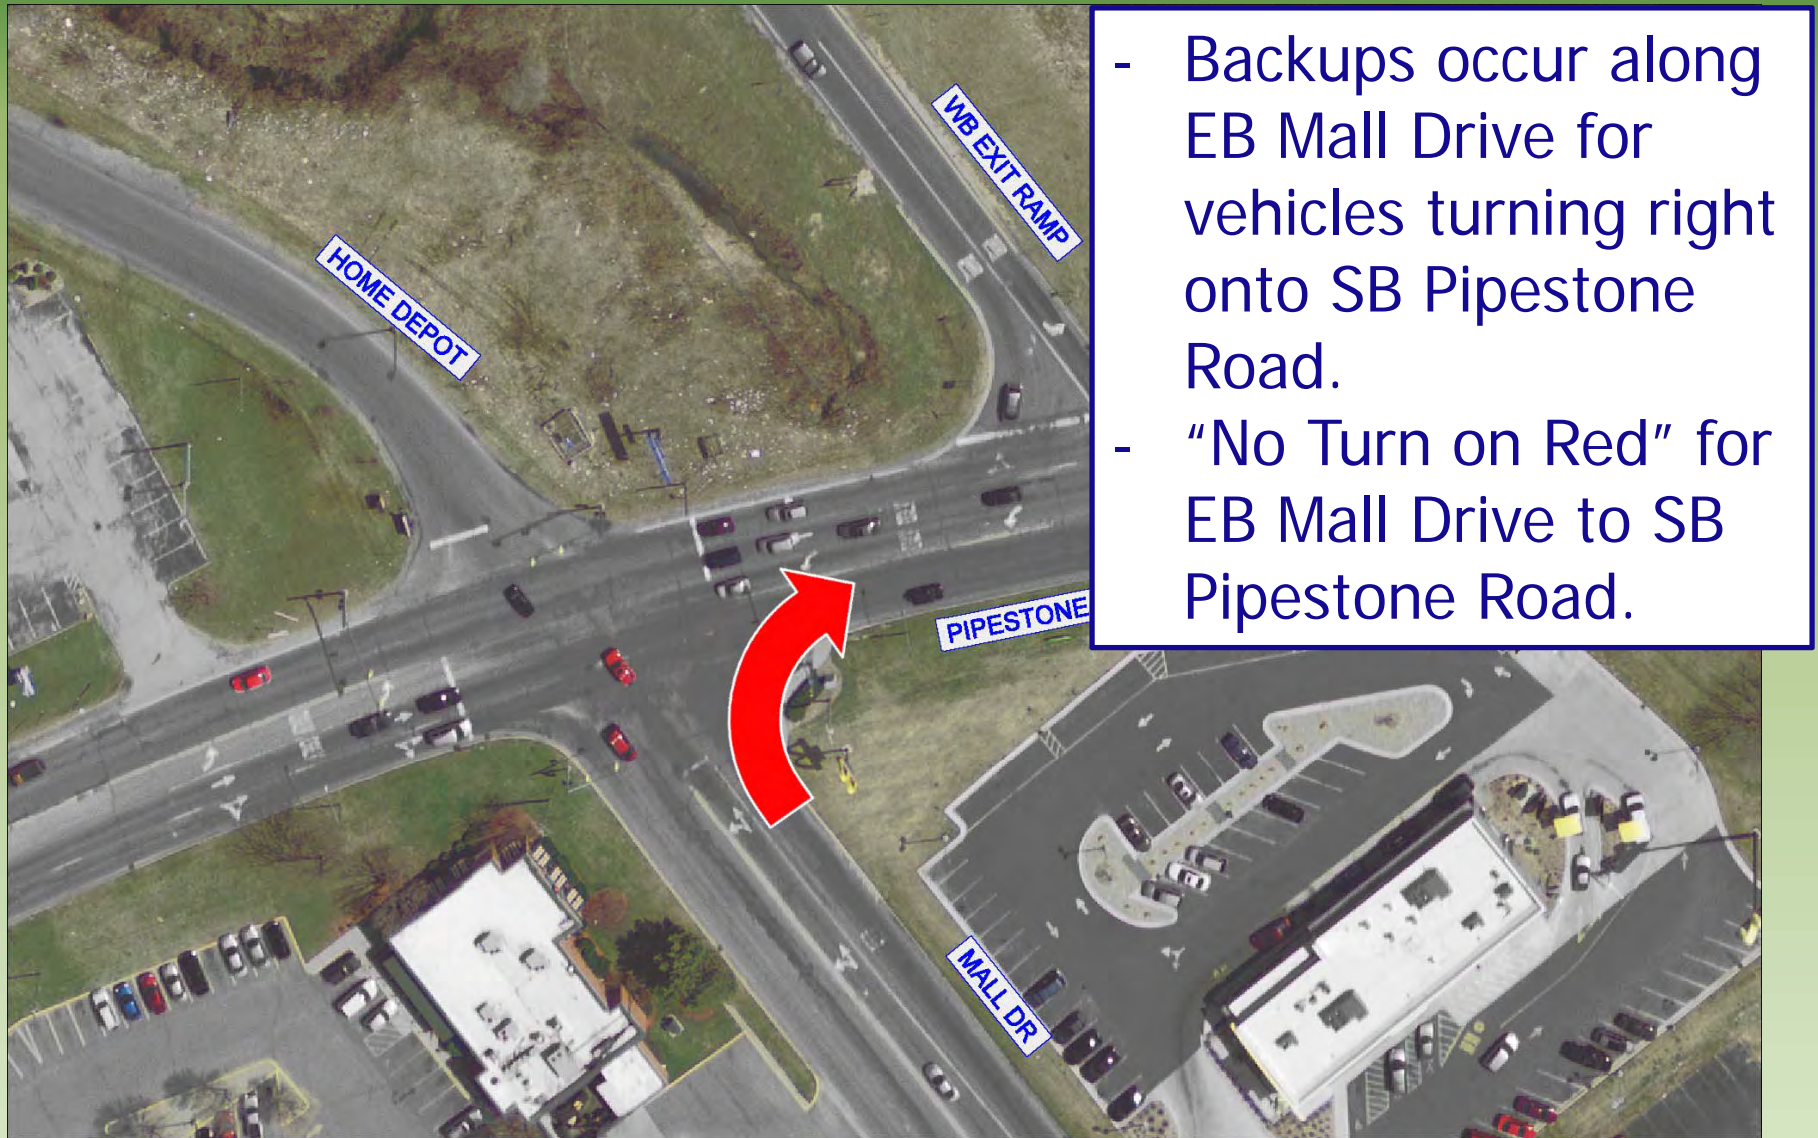 - Backups occur along
EB Mall Drive for
vehicles turning right
onto SB Pipestone
Road.
- “No Turn on Red” for
EB Mall Drive to SB
Pipestone Road.
WB EXIT RAMP
HOME DEPOT
PIPESTONE
MALL DR